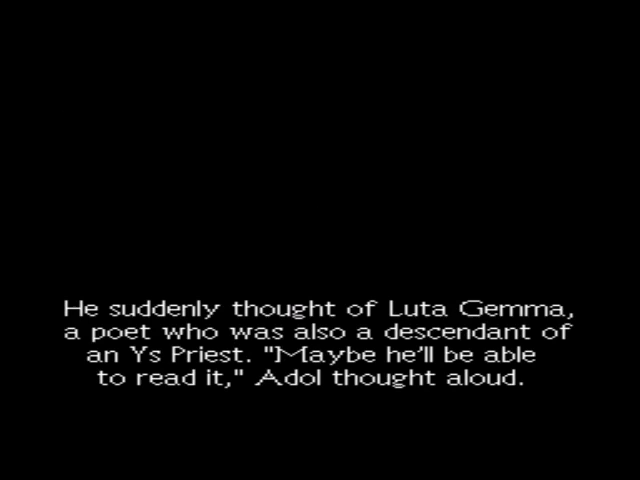 He suddenly thought of Luta Gemma,
a poet who was also a descendant of
an Ys Priest. "Maybe he'll be able
to read it," Adol thought aloud.